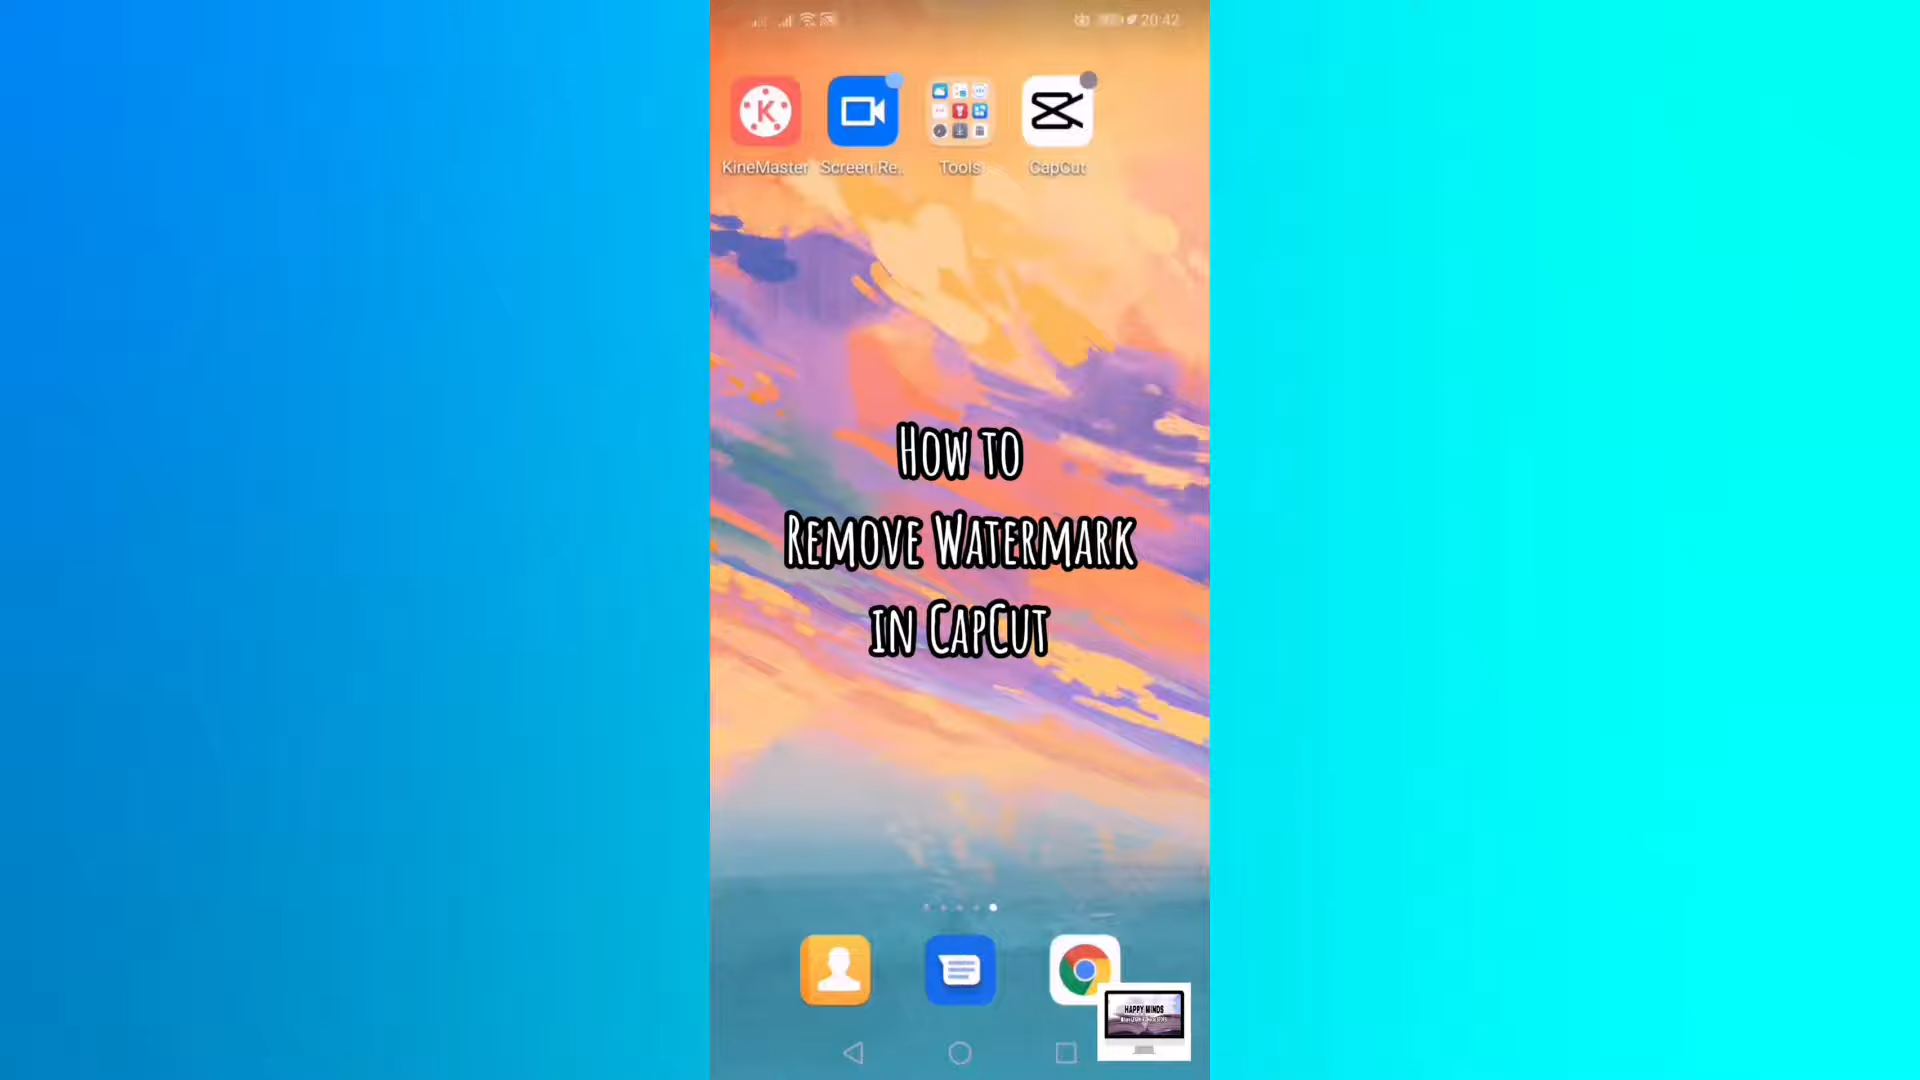 20:42
KineMaster
Screen Re..
Tools
CapCut
How to
Remove Watermark
in CapCut
HAPPY MINDS